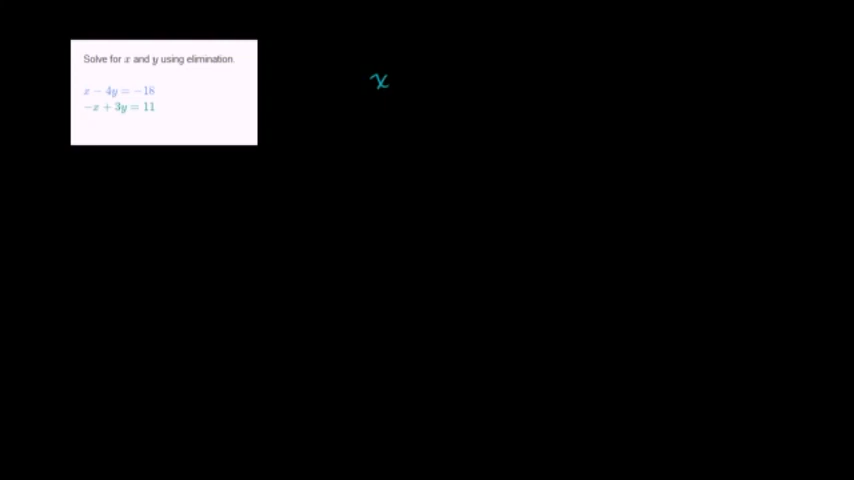 Solve for x and y using elimination.
x
x − 4y = −18
−x + 3y = 11